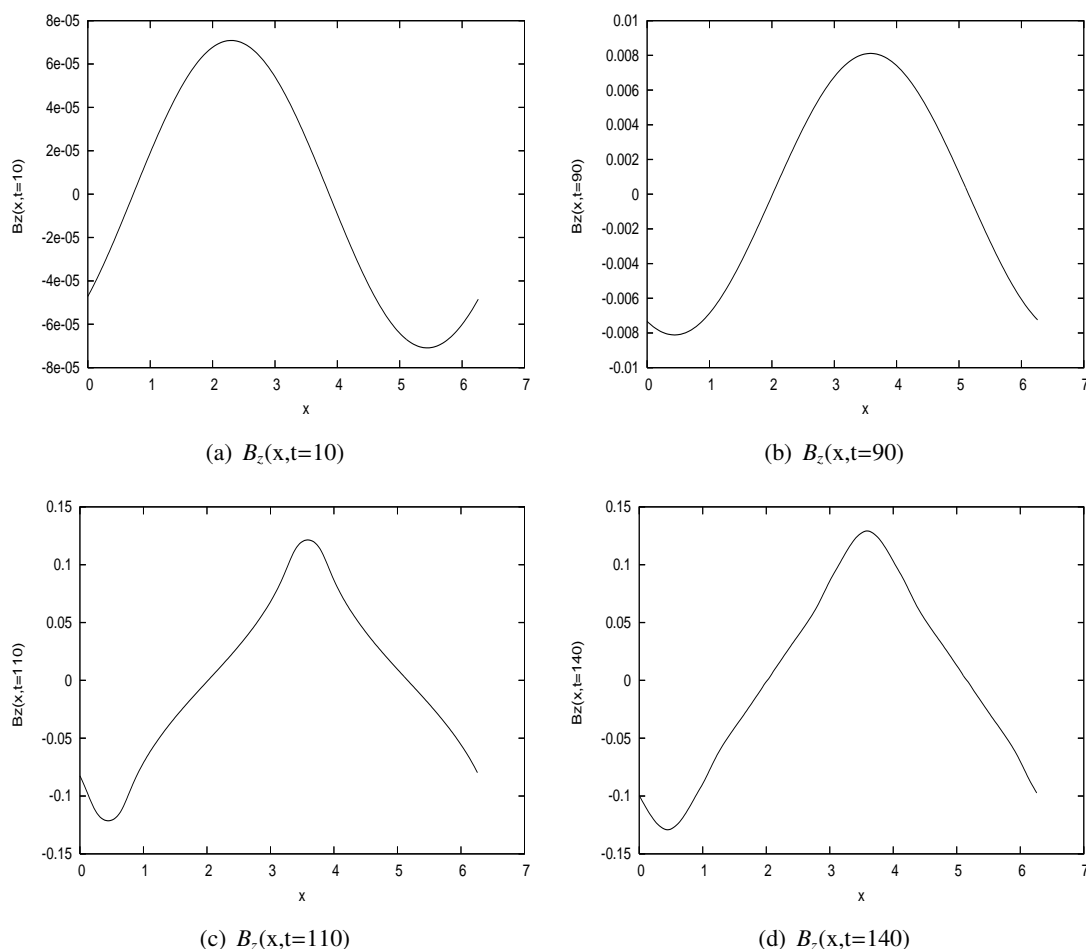 8e-05
6e-05
4e-05
2e-05
0
-2e-05
-4e-05
-6e-05
-8e-05
Bz(x,t=10)
0 1 2 3 4 5 6 7
x
(a) Bz(x,t=10)
0.01
0.008
0.006
0.004
0.002
0
-0.002
-0.004
-0.006
-0.008
-0.01
Bz(x,t=90)
0 1 2 3 4 5 6 7
x
(b) Bz(x,t=90)
0.15
0.1
0.05
0
-0.05
-0.1
-0.15
Bz(x,t=110)
0 1 2 3 4 5 6 7
x
(c) Bz(x,t=110)
0.15
0.1
0.05
0
-0.05
-0.1
-0.15
Bz(x,t=140)
0 1 2 3 4 5 6 7
x
(d) Bz(x,t=140)